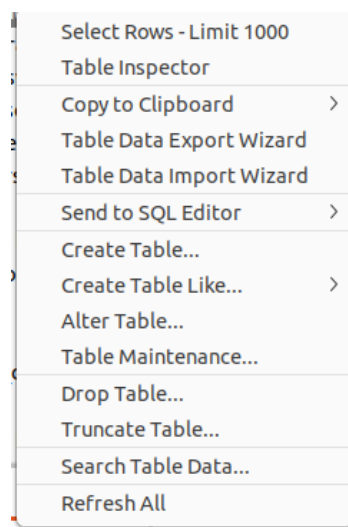 Select Rows - Limit 1000
Table Inspector
Copy to Clipboard
Table Data Export Wizard
Table Data Import Wizard
Send to SQL Editor
Create Table...
Create Table Like...
Alter Table...
Table Maintenance...
Drop Table...
Truncate Table...
Search Table Data...
Refresh All